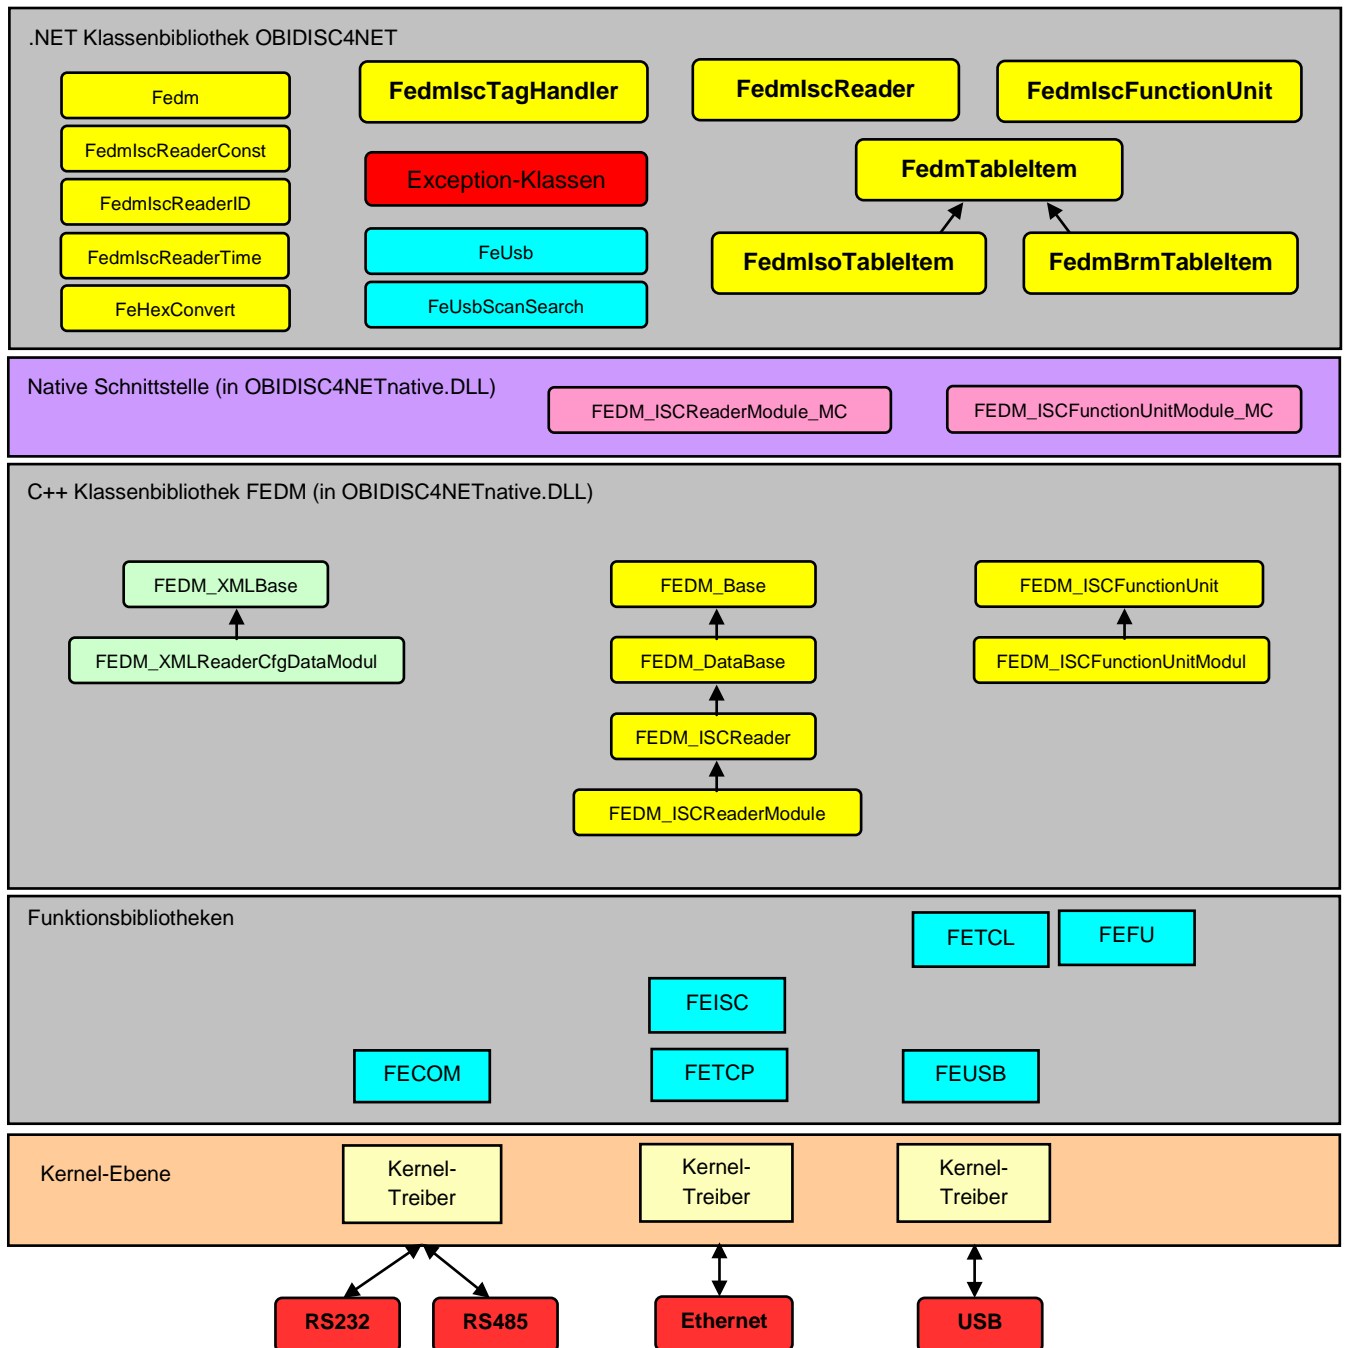 .NET Klassenbibliothek OBIDISC4NET
Fedm
FedmIscReaderConst
FedmIscReaderID
FedmIscReaderTime
FeHexConvert
FedmIscTagHandler
Exception-Klassen
FeUsb
FeUsbScanSearch
FedmIscReader
FedmIscFunctionUnit
FedmTableItem
FedmIsoTableItem
FedmBrmTableItem
Native Schnittstelle (in OBIDISC4NETnative.DLL)
FEDM_ISCReaderModule_MC
FEDM_ISCFunctionUnitModule_MC
C++ Klassenbibliothek FEDM (in OBIDISC4NETnative.DLL)
FEDM_XMLBase
FEDM_XMLReaderCfgDataModul
FEDM_Base
FEDM_DataBase
FEDM_ISCReader
FEDM_ISCReaderModule
FEDM_ISCFunctionUnit
FEDM_ISCFunctionUnitModul
Funktionsbibliotheken
FETCL
FEFU
FEISC
FECOM
FETCP
FEUSB
Kernel-Ebene
Kernel-
Treiber
Kernel-
Treiber
Kernel-
Treiber
RS232
RS485
Ethernet
USB